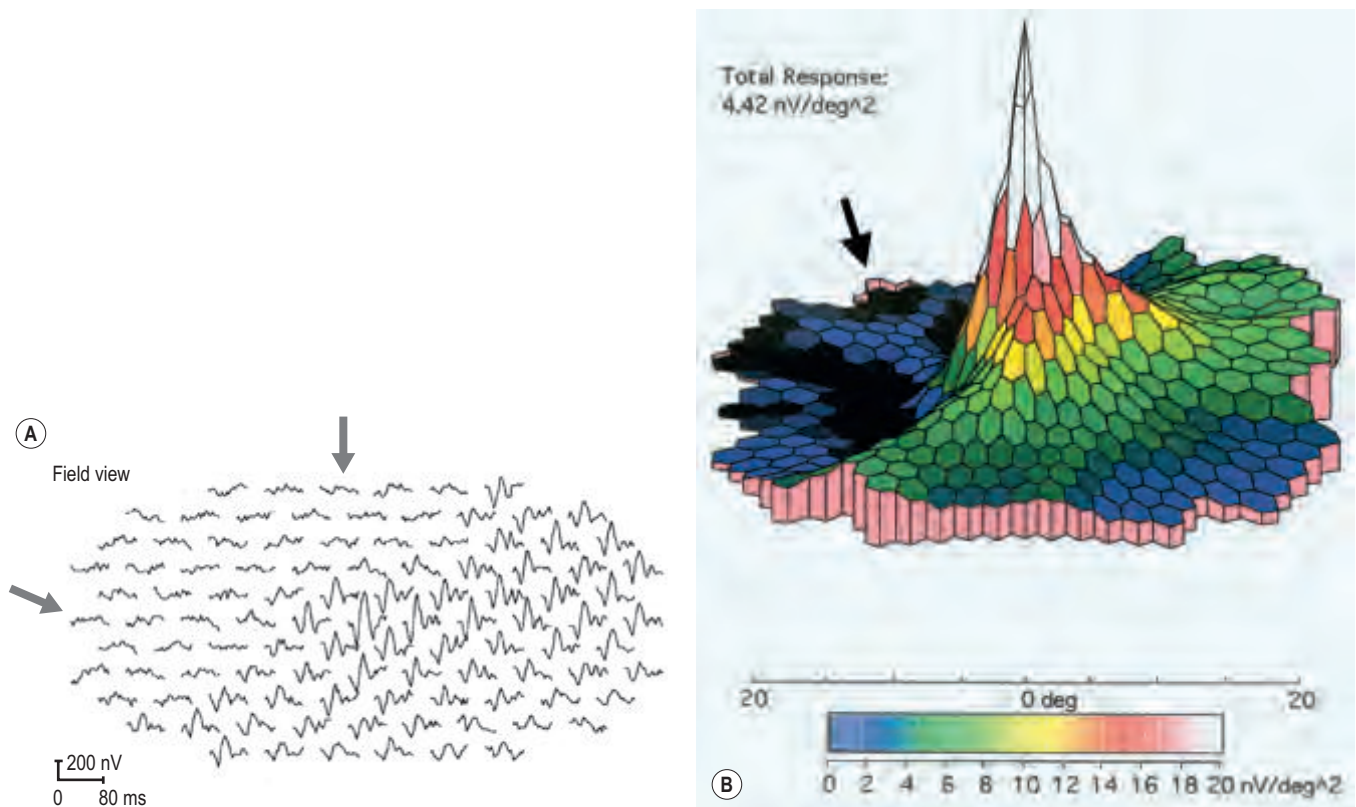 A
Field view
200 nV
0 80 ms
Total Response:
4.42 nV/deg^2
20 0 deg 20
0 2 4 6 8 10 12 14 16 18 20 nV/deg^2
B